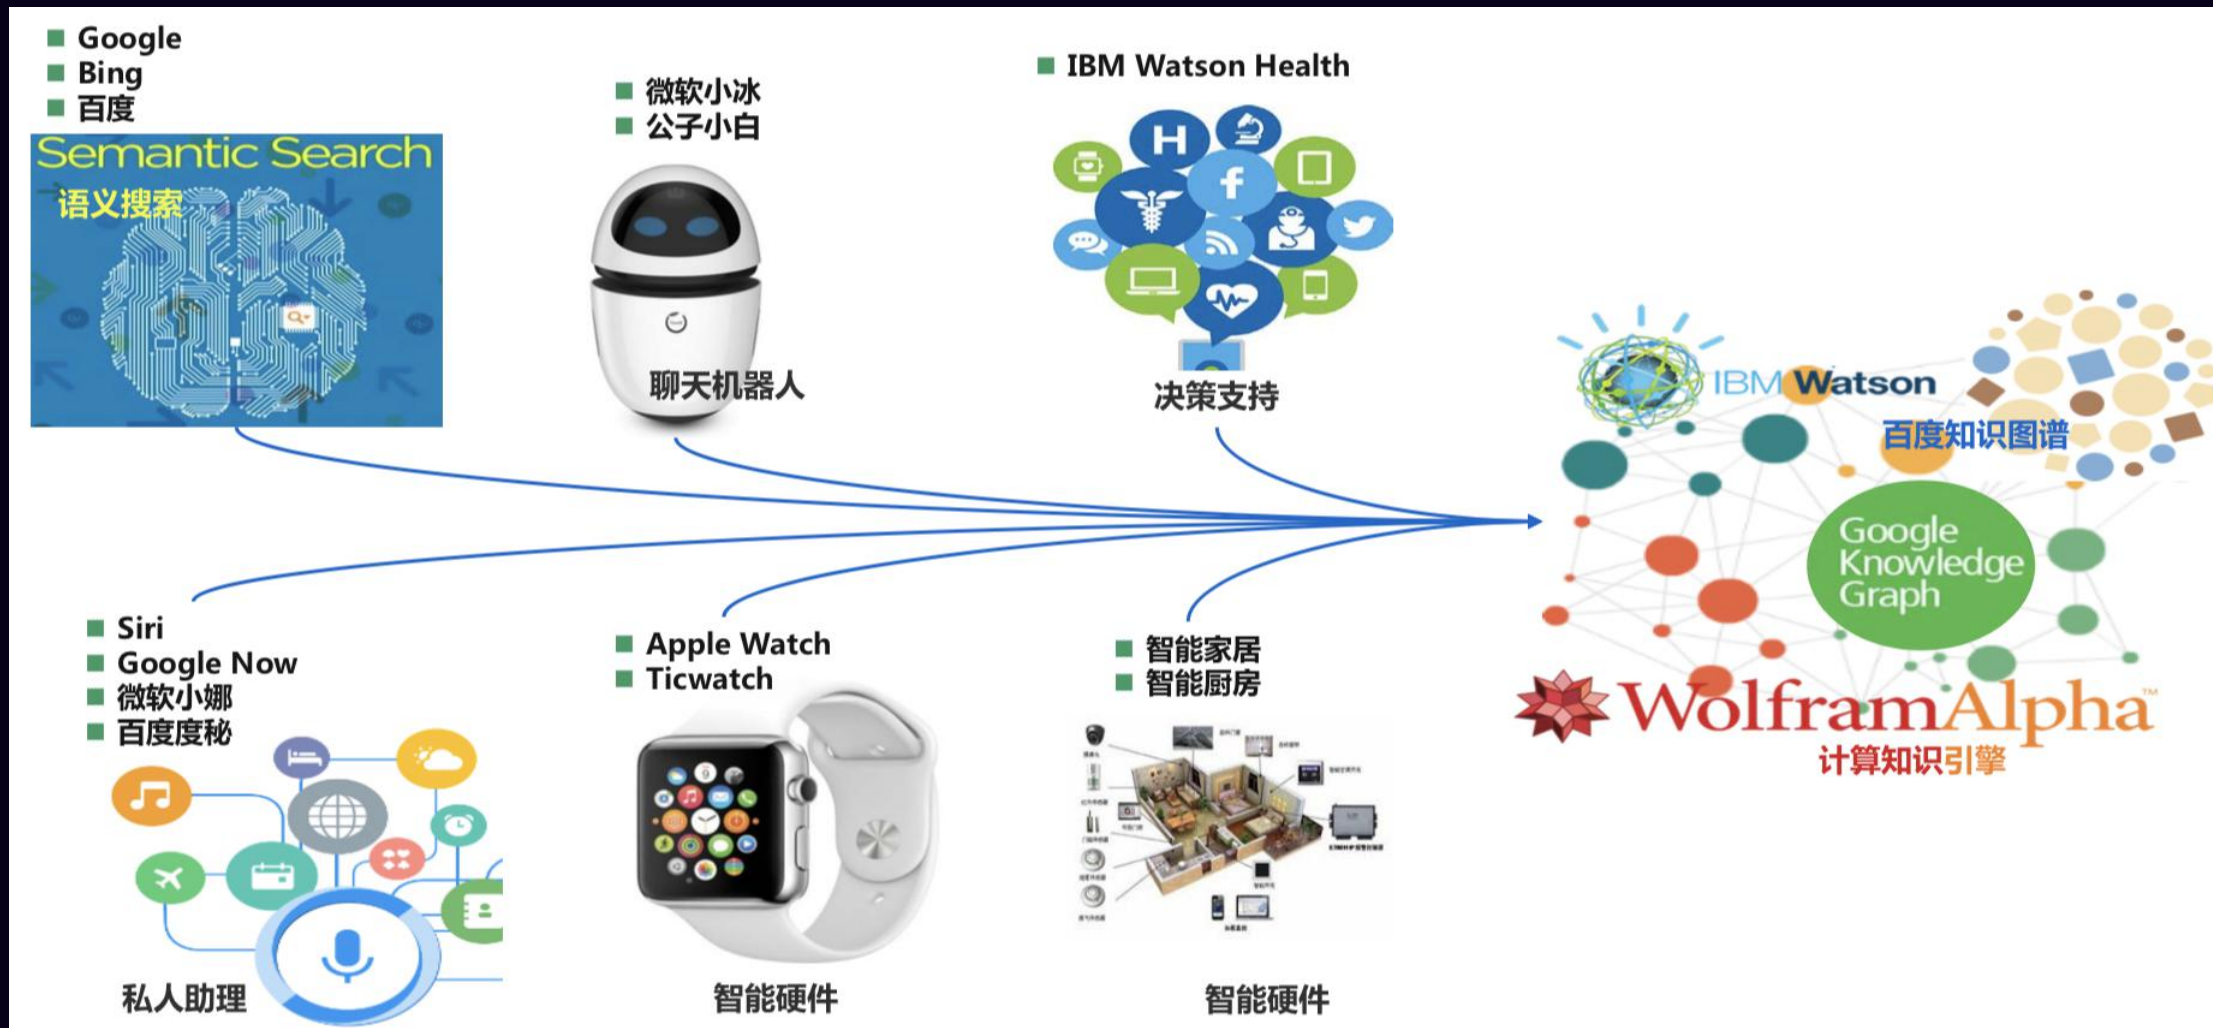 Google
Bing
百度
Semantic Search
语义搜索
微软小冰
公子小白
聊天机器人
IBM Watson Health
H
f
决策支持
IBM Watson
百度知识图谱
Google
Knowledge
Graph
WolframAlpha™
计算知识引擎
Siri
Google Now
微软小娜
百度度秘
私人助理
Apple Watch
Ticwatch
9
智能硬件
智能家居
智能厨房
智能硬件